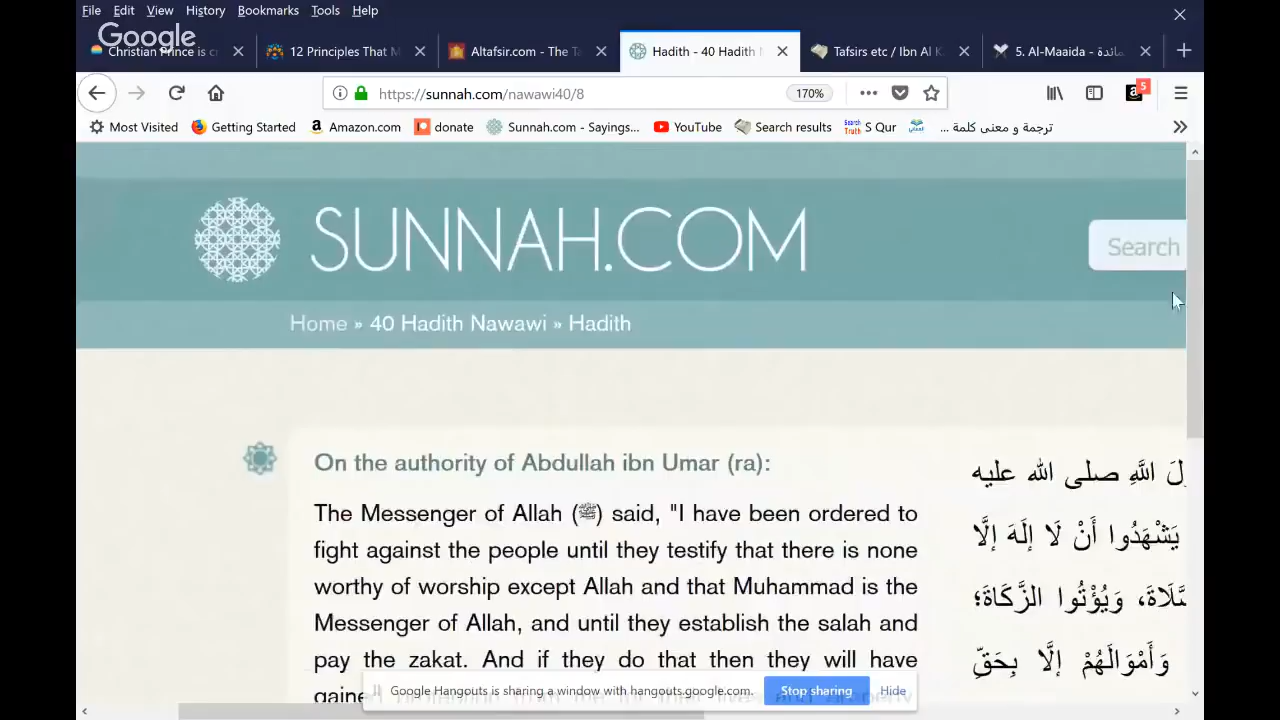 File Edit View History Bookmarks Tools Help
Google
Christian Prince is c 12 Principles That M Altafsir.com - The Ta Hadith - 40 Hadith N Tafsirs etc / Ibn Al K 5. Al-Maaida - ماندة
https://sunnah.com/nawawi40/8 170% 5
Most Visited Getting Started Amazon.com donate Sunnah.com - Sayings... YouTube Search results Search Truth S Qur ترجمة و معنى كلمة ...
SUNNAH.COM
Search
Home » 40 Hadith Nawawi » Hadith
On the authority of Abdullah ibn Umar (ra):
The Messenger of Allah (ﷺ) said, "I have been ordered to
fight against the people until they testify that there is none
worthy of worship except Allah and that Muhammad is the
Messenger of Allah, and until they establish the salah and
pay the zakat. And if they do that then they will have
ولَ اللَّهِ صلى الله عليه
يَشْهَدُوا أَنْ لَا إلَهَ إلَّا
وَيُؤْتُوا الزَّكَاةَ؛
وَأَمْوَالَهُمْ إلَّا بِحَقِّ
Google Hangouts is sharing a window with hangouts.google.com. Stop sharing Hide